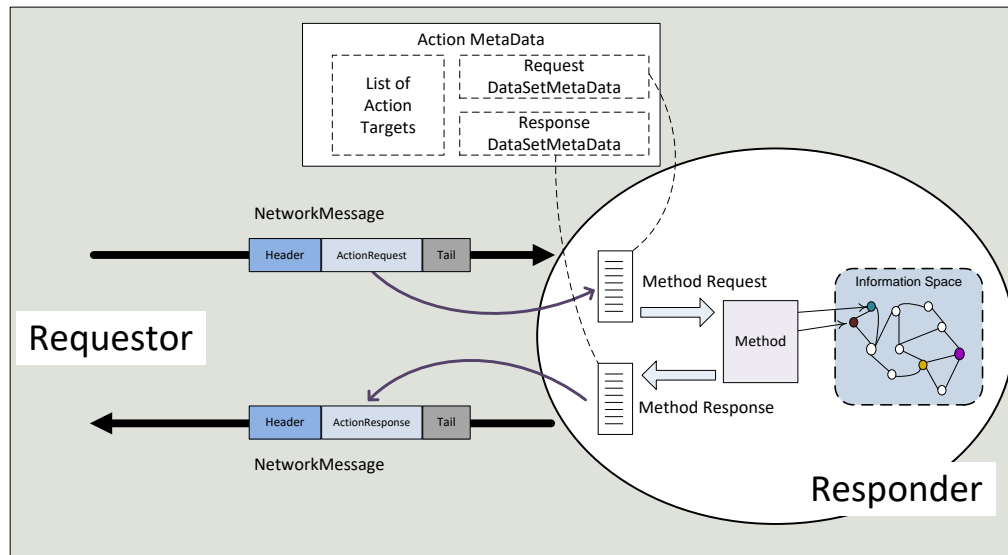 Action MetaData
List of
Action
Targets
Request
DataSetMetaData
Response
DataSetMetaData
NetworkMessage
Header
ActionRequest
Tail
Method Request
Information Space
Method
Requestor
Method Response
Header
ActionResponse
Tail
NetworkMessage
Responder